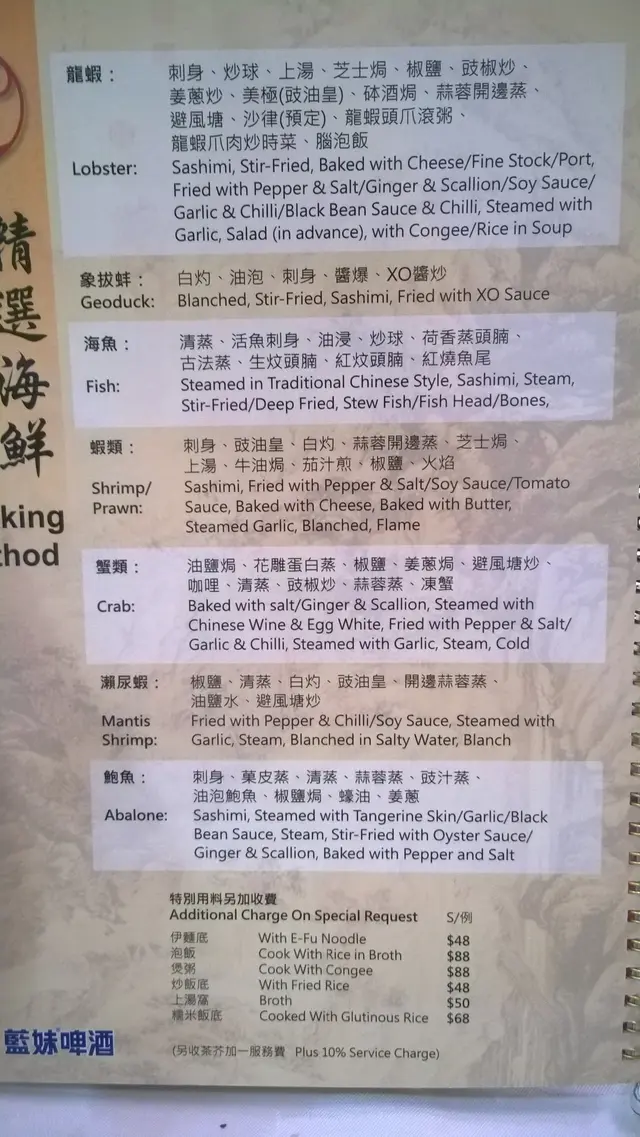 精選海鮮
king
thod
龍蝦： 刺身、炒球、上湯、芝士焗、椒鹽、豉椒炒、
姜蔥炒、美極(豉油皇)、砵酒焗、蒜蓉開邊蒸、
避風塘、沙律(預定)、龍蝦頭爪滾粥、
龍蝦爪肉炒時菜、腦泡飯
Lobster: Sashimi, Stir-Fried, Baked with Cheese/Fine Stock/Port,
Fried with Pepper & Salt/Ginger & Scallion/Soy Sauce/
Garlic & Chilli/Black Bean Sauce & Chilli, Steamed with
Garlic, Salad (in advance), with Congee/Rice in Soup
象拔蚌： 白灼、油泡、刺身、醬爆、XO醬炒
Geoduck: Blanched, Stir-Fried, Sashimi, Fried with XO Sauce
海魚： 清蒸、活魚刺身、油浸、炒球、荷香蒸頭腩、
古法蒸、生炆頭腩、紅炆頭腩、紅燒魚尾
Fish: Steamed in Traditional Chinese Style, Sashimi, Steam,
Stir-Fried/Deep Fried, Stew Fish/Fish Head/Bones,
蝦類： 刺身、豉油皇、白灼、蒜蓉開邊蒸、芝士焗、
上湯、牛油焗、茄汁煎、椒鹽、火焰
Shrimp/ Sashimi, Fried with Pepper & Salt/Soy Sauce/Tomato
Prawn: Sauce, Baked with Cheese, Baked with Butter,
Steamed Garlic, Blanched, Flame
蟹類： 油鹽焗、花雕蛋白蒸、椒鹽、姜蔥焗、避風塘炒、
咖哩、清蒸、豉椒炒、蒜蓉蒸、凍蟹
Crab: Baked with salt/Ginger & Scallion, Steamed with
Chinese Wine & Egg White, Fried with Pepper & Salt/
Garlic & Chilli, Steamed with Garlic, Steam, Cold
瀨尿蝦： 椒鹽、清蒸、白灼、豉油皇、開邊蒜蓉蒸、
油鹽水、避風塘炒
Mantis Fried with Pepper & Chilli/Soy Sauce, Steamed with
Shrimp: Garlic, Steam, Blanched in Salty Water, Blanch
鮑魚： 刺身、菓皮蒸、清蒸、蒜蓉蒸、豉汁蒸、
油泡鮑魚、椒鹽焗、蠔油、姜蔥
Abalone: Sashimi, Steamed with Tangerine Skin/Garlic/Black
Bean Sauce, Steam, Stir-Fried with Oyster Sauce/
Ginger & Scallion, Baked with Pepper and Salt
特別用料另加收費
Additional Charge On Special Request S/例
伊麵底 With E-Fu Noodle $48
泡飯 Cook With Rice in Broth $88
煲粥 Cook With Congee $88
炒飯底 With Fried Rice $48
上湯窩 Broth $50
糯米飯底 Cooked With Glutinous Rice $68
(另收茶芥加一服務費 Plus 10% Service Charge)
藍妹啤酒